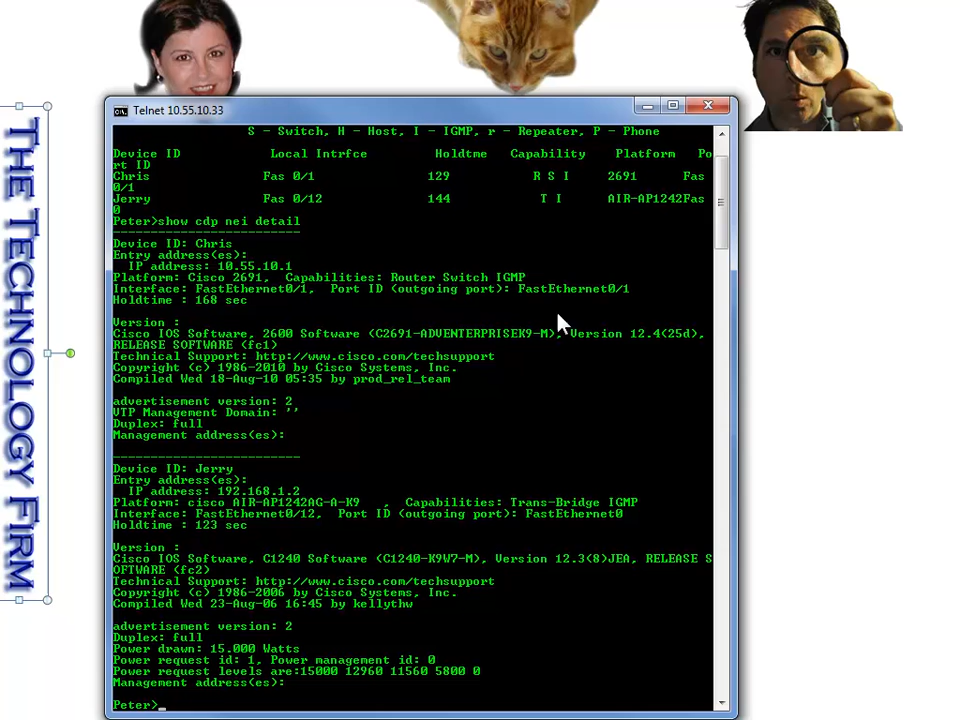 THE TECHNOLOGY FIRM
Telnet 10.55.10.33
S - Switch, H - Host, I - IGMP, r - Repeater, P - Phone
Device ID Local Intrfce Holdtme Capability Platform Po
rt ID
Chris Fas 0/1 129 R S I 2691 Fas
0/1
Jerry Fas 0/12 144 T I AIR-AP1242Fas
0
Peter>show cdp nei detail
-------------------------
Device ID: Chris
Entry address(es):
IP address: 10.55.10.1
Platform: Cisco 2691, Capabilities: Router Switch IGMP
Interface: FastEthernet0/1, Port ID (outgoing port): FastEthernet0/1
Holdtime : 168 sec
Version :
Cisco IOS Software, 2600 Software (C2691-ADVENTERPRISEK9-M), Version 12.4(25d),
RELEASE SOFTWARE (fc1)
Technical Support: http://www.cisco.com/techsupport
Copyright (c) 1986-2010 by Cisco Systems, Inc.
Compiled Wed 18-Aug-10 05:35 by prod_rel_team
advertisement version: 2
VTP Management Domain: ''
Duplex: full
Management address(es):
-------------------------
Device ID: Jerry
Entry address(es):
IP address: 192.168.1.2
Platform: cisco AIR-AP1242AG-A-K9 , Capabilities: Trans-Bridge IGMP
Interface: FastEthernet0/12, Port ID (outgoing port): FastEthernet0
Holdtime : 123 sec
Version :
Cisco IOS Software, C1240 Software (C1240-K9W7-M), Version 12.3(8)JEA, RELEASE S
OFTWARE (fc2)
Technical Support: http://www.cisco.com/techsupport
Copyright (c) 1986-2006 by Cisco Systems, Inc.
Compiled Wed 23-Aug-06 16:45 by kellythw
advertisement version: 2
Duplex: full
Power drawn: 15.000 Watts
Power request id: 1, Power management id: 0
Power request levels are:15000 12960 11560 5800 0
Management address(es):
Peter>_